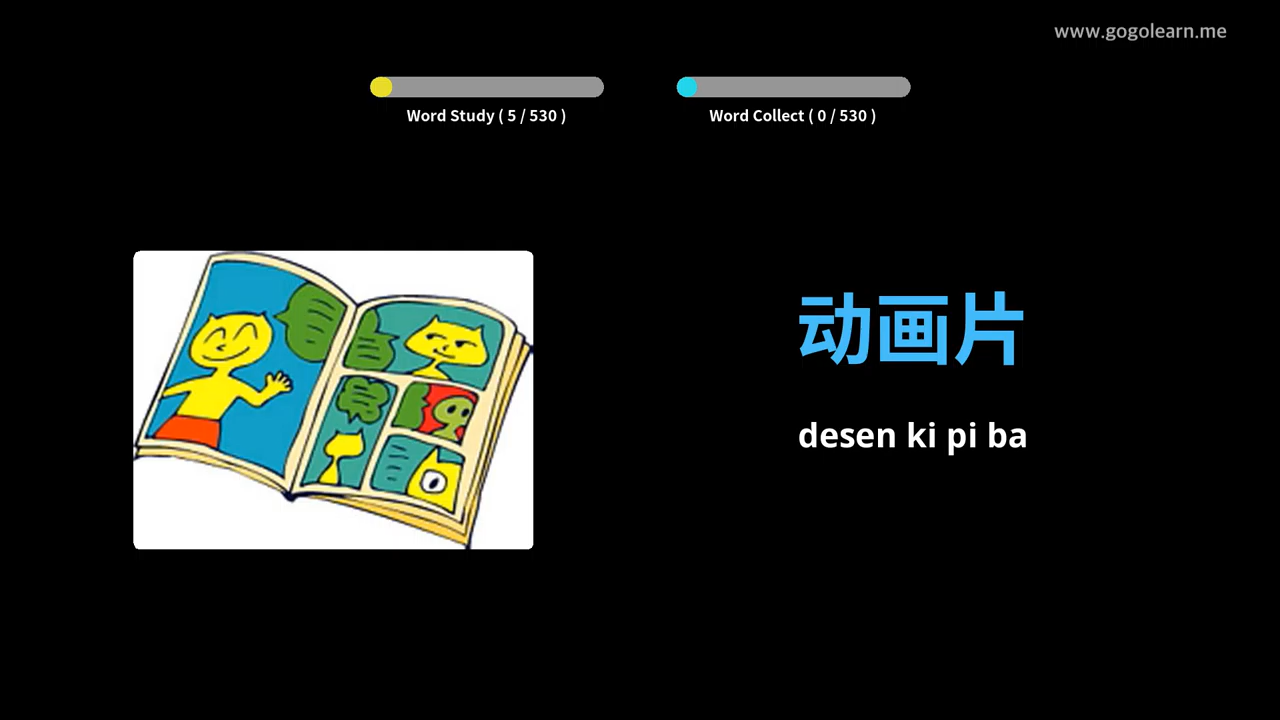 www.gogolearn.me
Word Study ( 5 / 530 )
Word Collect ( 0 / 530 )
动画片
desen ki pi ba